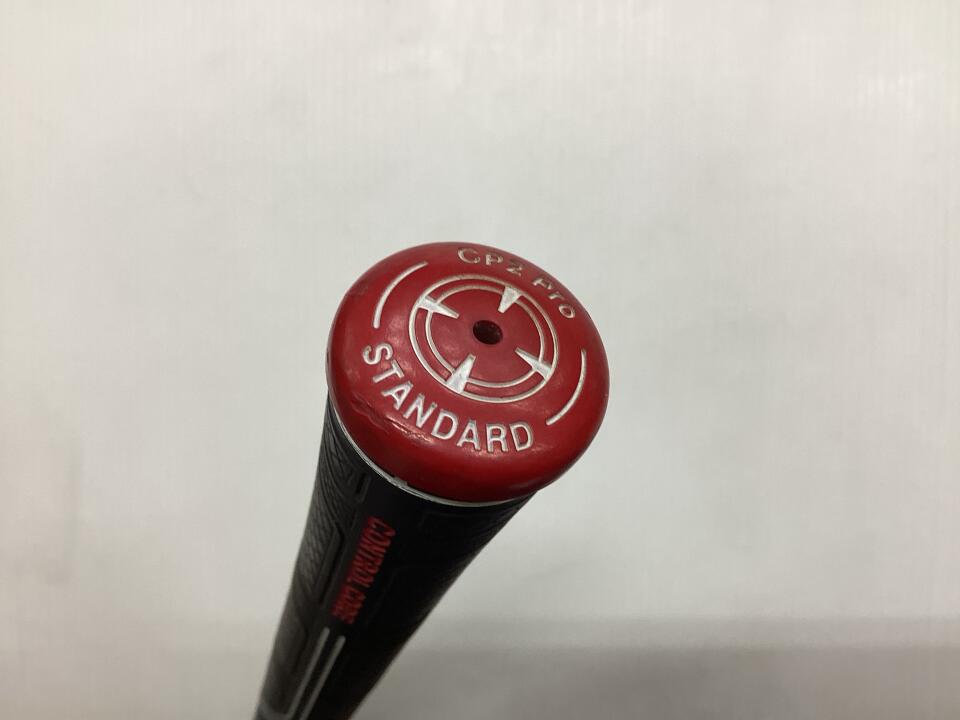 CP2 Pro
STANDARD
CONTROL CORE